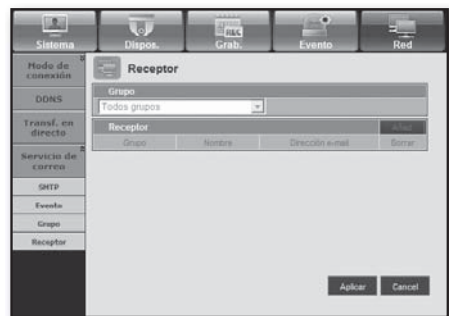 Sistema
Dispos.
Grab.
Evento
Red
Modo de
conexión
DDNS
Transf. en
directo
Servicio de
correo
SMTP
Evento
Grupo
Receptor
Receptor
Grupo
Todos grupos
Receptor
Añad.
Grupo
Nombre
Dirección e-mail
Borrar
Aplicar
Cancel